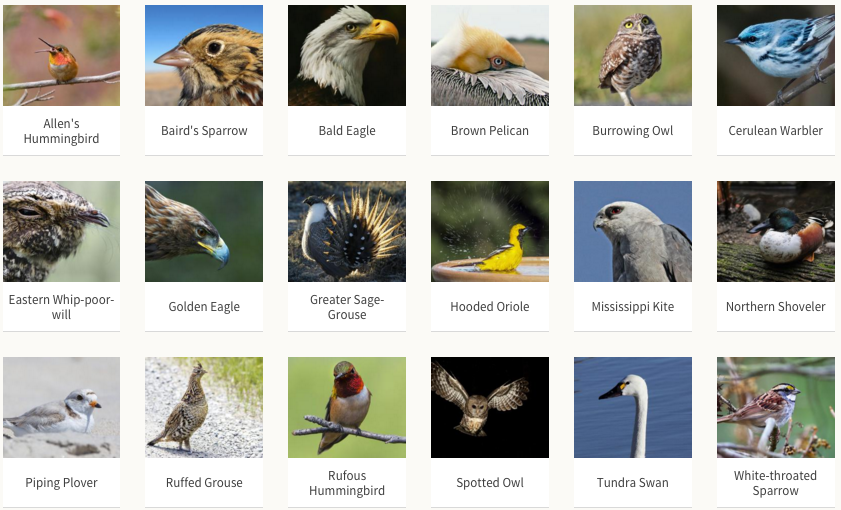 Allen's
Hummingbird
Baird's Sparrow
Bald Eagle
Brown Pelican
Burrowing Owl
Cerulean Warbler
Eastern Whip-poor-
will
Golden Eagle
Greater Sage-
Grouse
Hooded Oriole
Mississippi Kite
Northern Shoveler
Piping Plover
Ruffed Grouse
Rufous
Hummingbird
Spotted Owl
Tundra Swan
White-throated
Sparrow